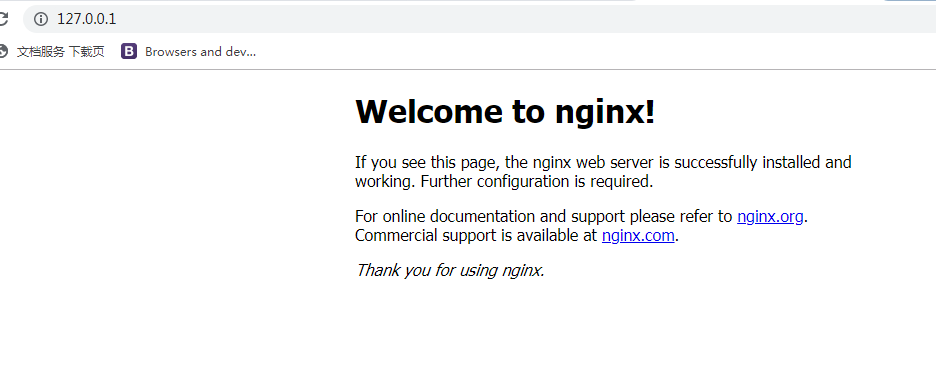 127.0.0.1
文档服务 下载页 B Browsers and dev...
Welcome to nginx!
If you see this page, the nginx web server is successfully installed and
working. Further configuration is required.
For online documentation and support please refer to nginx.org.
Commercial support is available at nginx.com.
Thank you for using nginx.